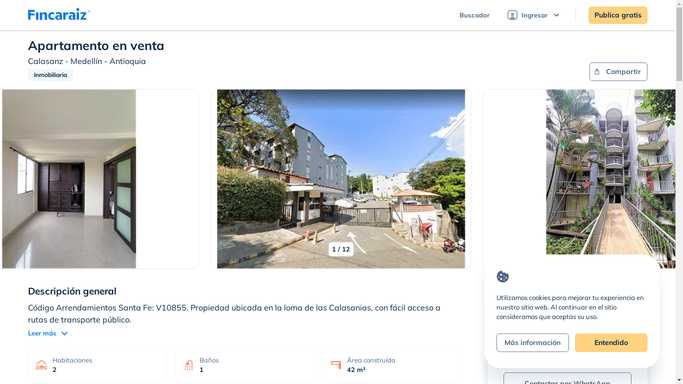 Fincaraiz
Buscador
Ingresar
Publica gratis
Apartamento en venta
Calasanz - Medellín - Antioquia
Inmobiliaria
Compartir
1 / 12
Descripción general
Código Arrendamientos Santa Fe: V10855. Propiedad ubicada en la loma de las Calasanias, con fácil acceso a
rutas de transporte público.
Leer más
Habitaciones
2
Baños
1
Área construida
42 m²
Utilizamos cookies para mejorar tu experiencia en
nuestro sitio web. Al continuar en el sitio
consideramos que aceptas su uso.
Más información
Entendido
Contactar por WhatsApp